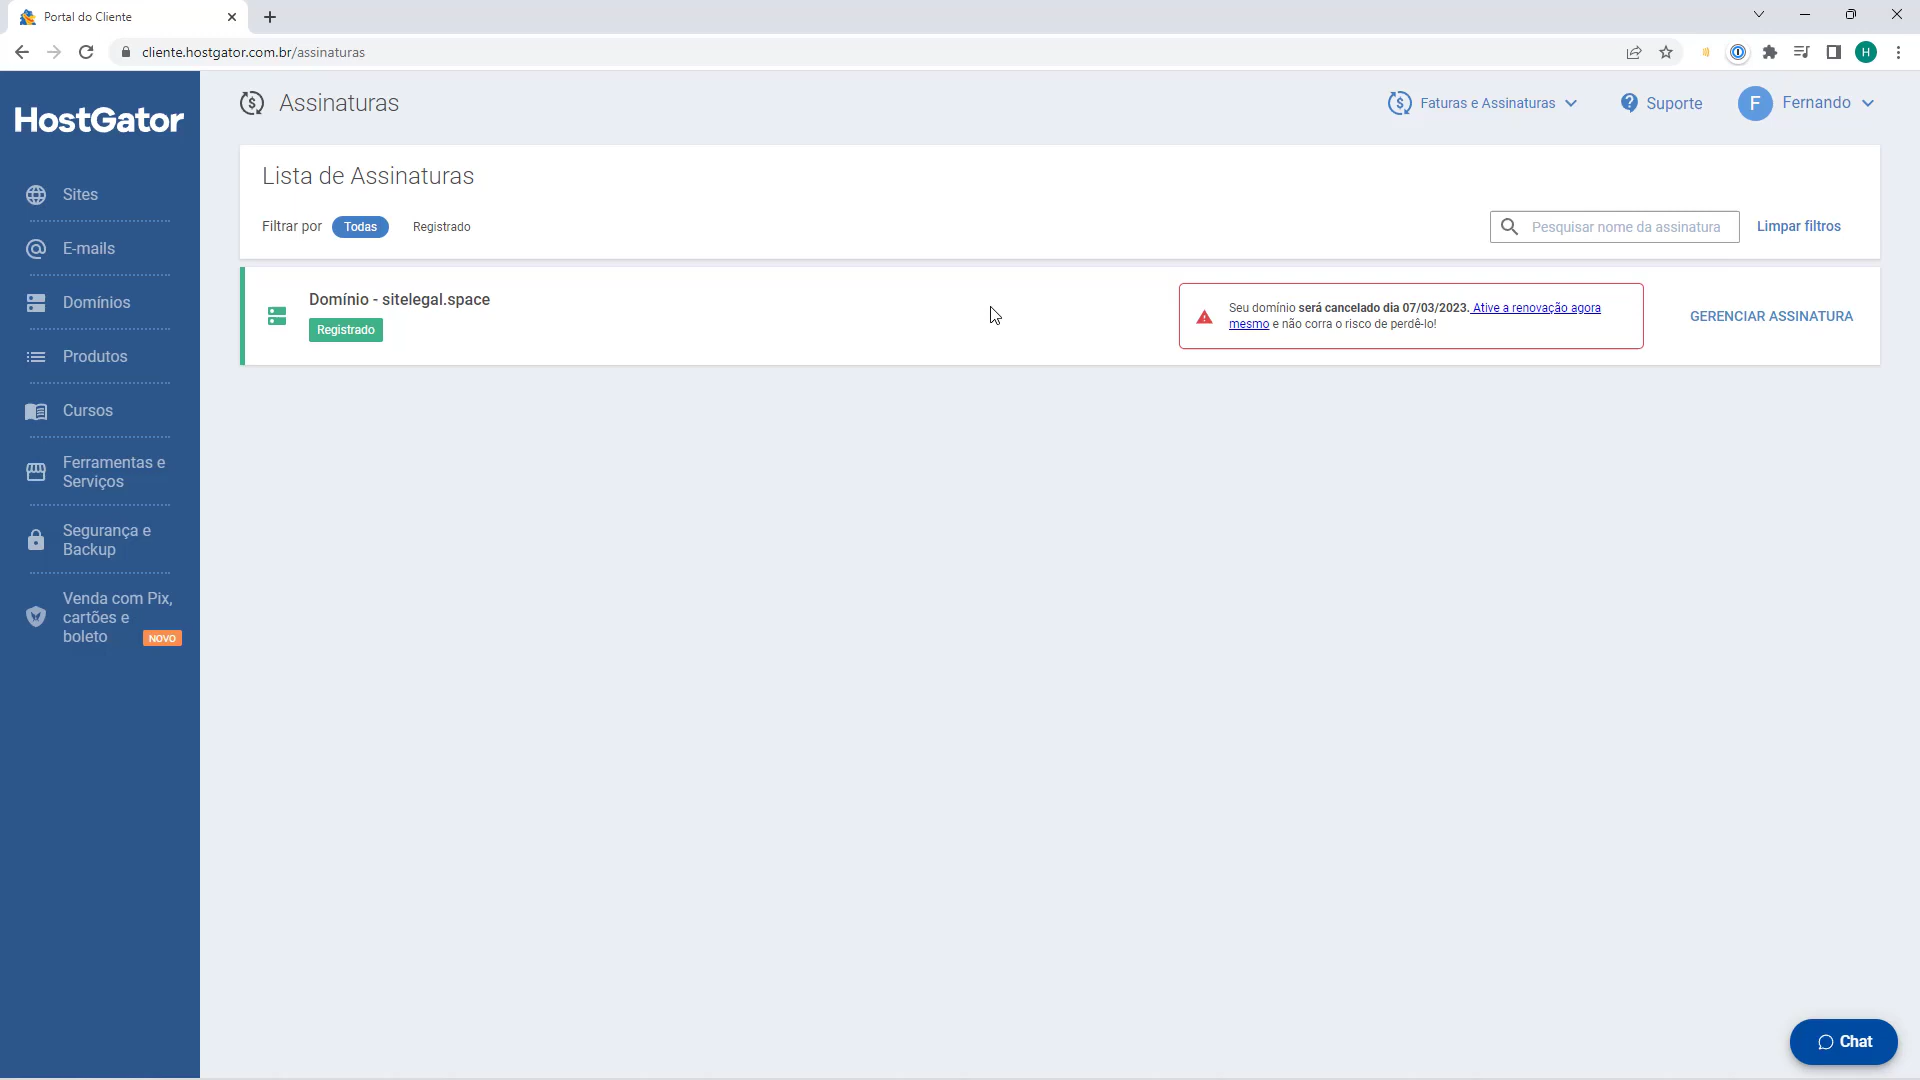 Portal do Cliente
cliente.hostgator.com.br/assinaturas
H
HostGator
Assinaturas
Faturas e Assinaturas
Suporte
F
Fernando
Sites
E-mails
Domínios
Produtos
Cursos
Ferramentas e
Serviços
Segurança e
Backup
Venda com Pix,
cartões e
boleto
NOVO
Lista de Assinaturas
Filtrar por
Todas
Registrado
Pesquisar nome da assinatura
Limpar filtros
Domínio - sitelegal.space
Registrado
Seu domínio será cancelado dia 07/03/2023. Ative a renovação agora
mesmo e não corra o risco de perdê-lo!
GERENCIAR ASSINATURA
Chat